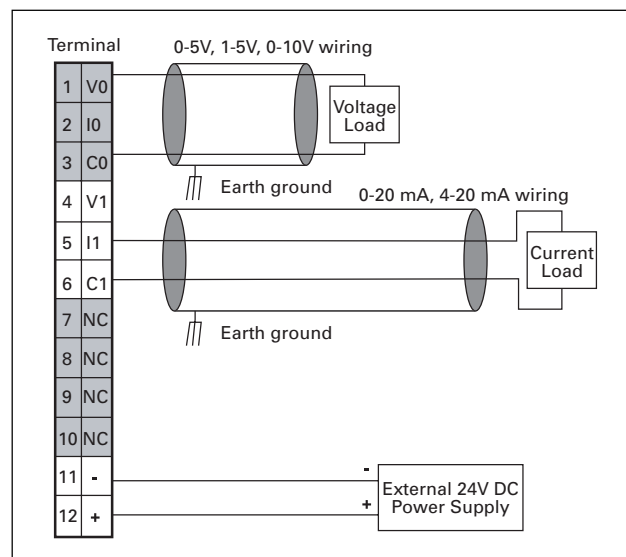 Terminal
0-5V, 1-5V, 0-10V wiring
1 V0
2 I0
3 C0
4 V1
5 I1
6 C1
7 NC
8 NC
9 NC
10 NC
11 -
12 +
Voltage
Load
Earth ground
0-20 mA, 4-20 mA wiring
Current
Load
Earth ground
-
+
External 24V DC
Power Supply